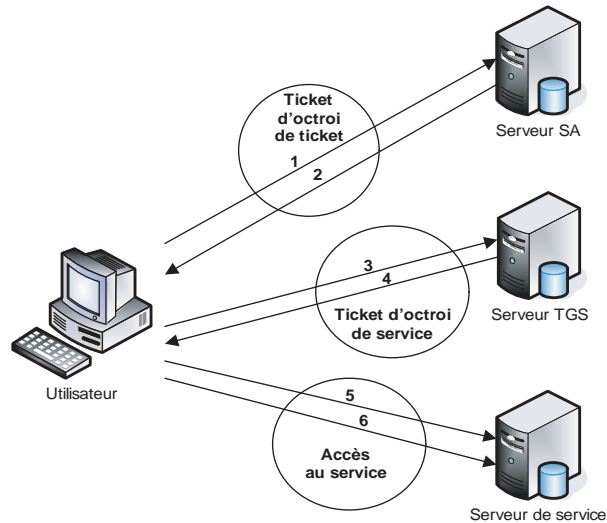 Ticket
d'octroi
de ticket
1
2
Serveur SA
3
4
Ticket d'octroi
de service
Serveur TGS
Utilisateur
5
6
Accès
au service
Serveur de service